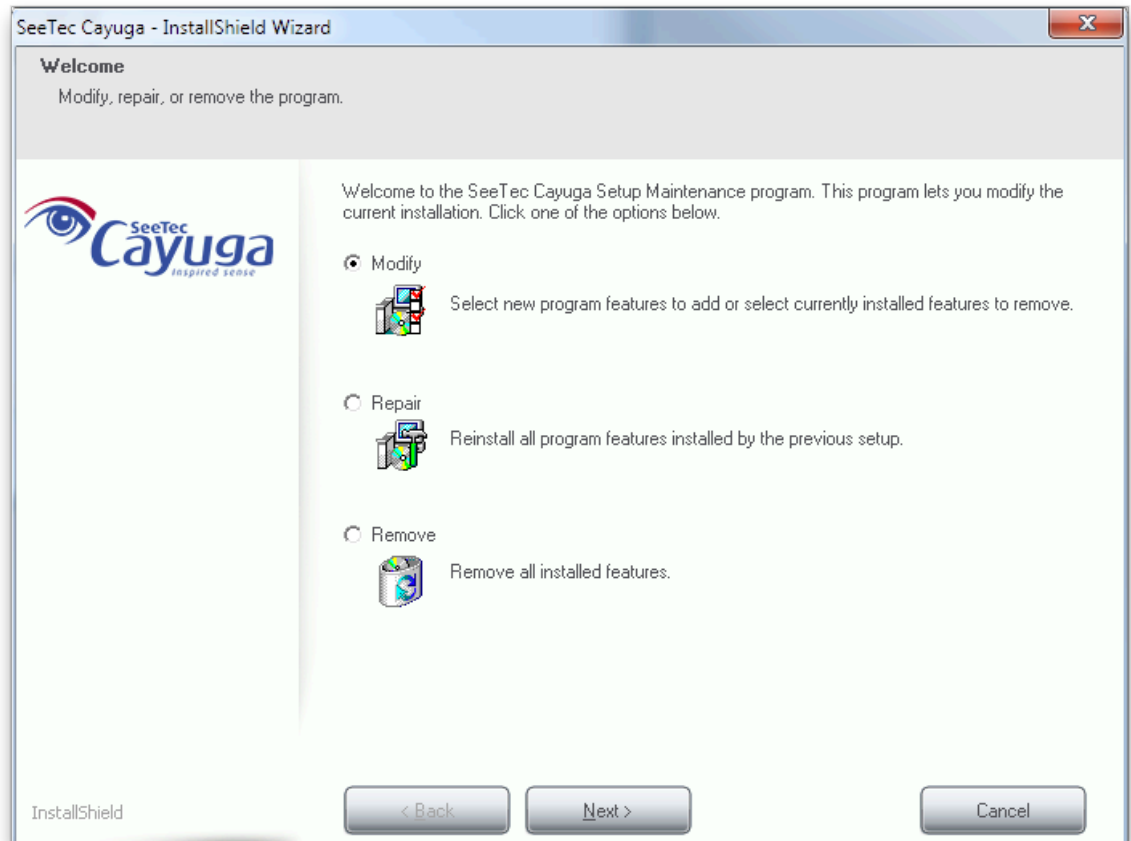 SeeTec Cayuga - InstallShield Wizard
Welcome
Modify, repair, or remove the program.
SeeTec
Cayuga
inspired sense
Welcome to the SeeTec Cayuga Setup Maintenance program. This program lets you modify the
current installation. Click one of the options below.
Modify
Select new program features to add or select currently installed features to remove.
Repair
Reinstall all program features installed by the previous setup.
Remove
Remove all installed features.
InstallShield
< Back
Next >
Cancel